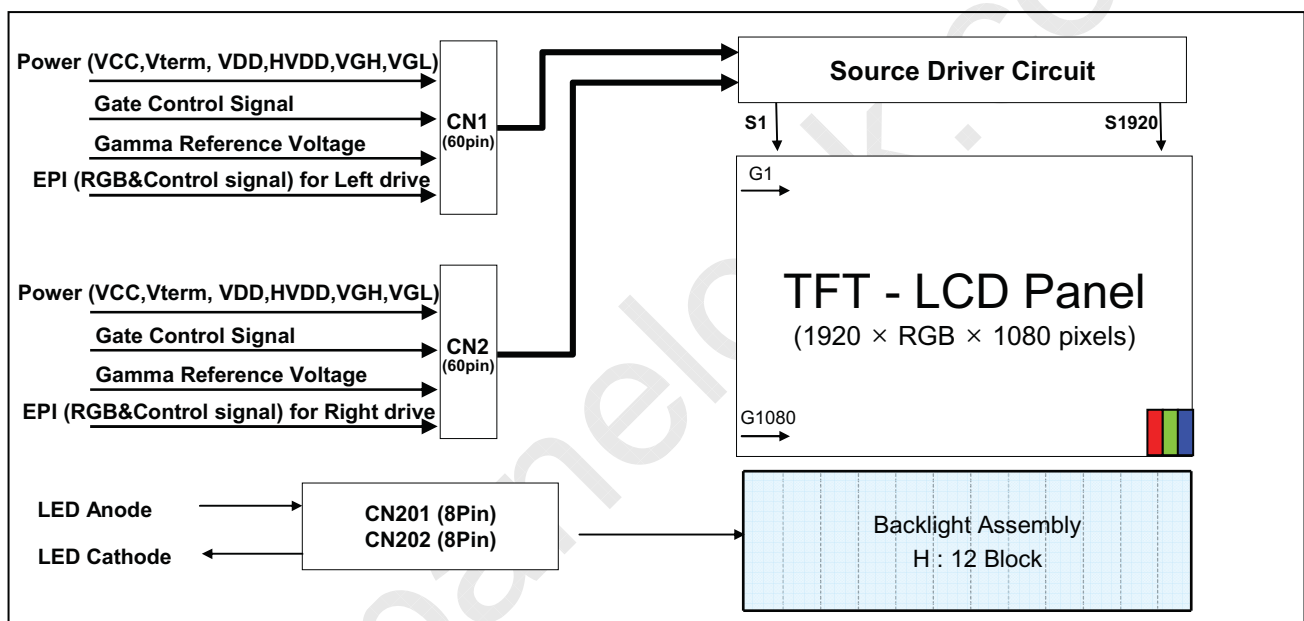 Power (VCC,Vterm, VDD,HVDD,VGH,VGL)
Gate Control Signal
Gamma Reference Voltage
EPI (RGB&Control signal) for Left drive
CN1
(60pin)
Source Driver Circuit
S1
S1920
G1
TFT - LCD Panel
(1920 × RGB × 1080 pixels)
G1080
Power (VCC,Vterm, VDD,HVDD,VGH,VGL)
Gate Control Signal
Gamma Reference Voltage
EPI (RGB&Control signal) for Right drive
CN2
(60pin)
LED Anode
LED Cathode
CN201 (8Pin)
CN202 (8Pin)
Backlight Assembly
H : 12 Block